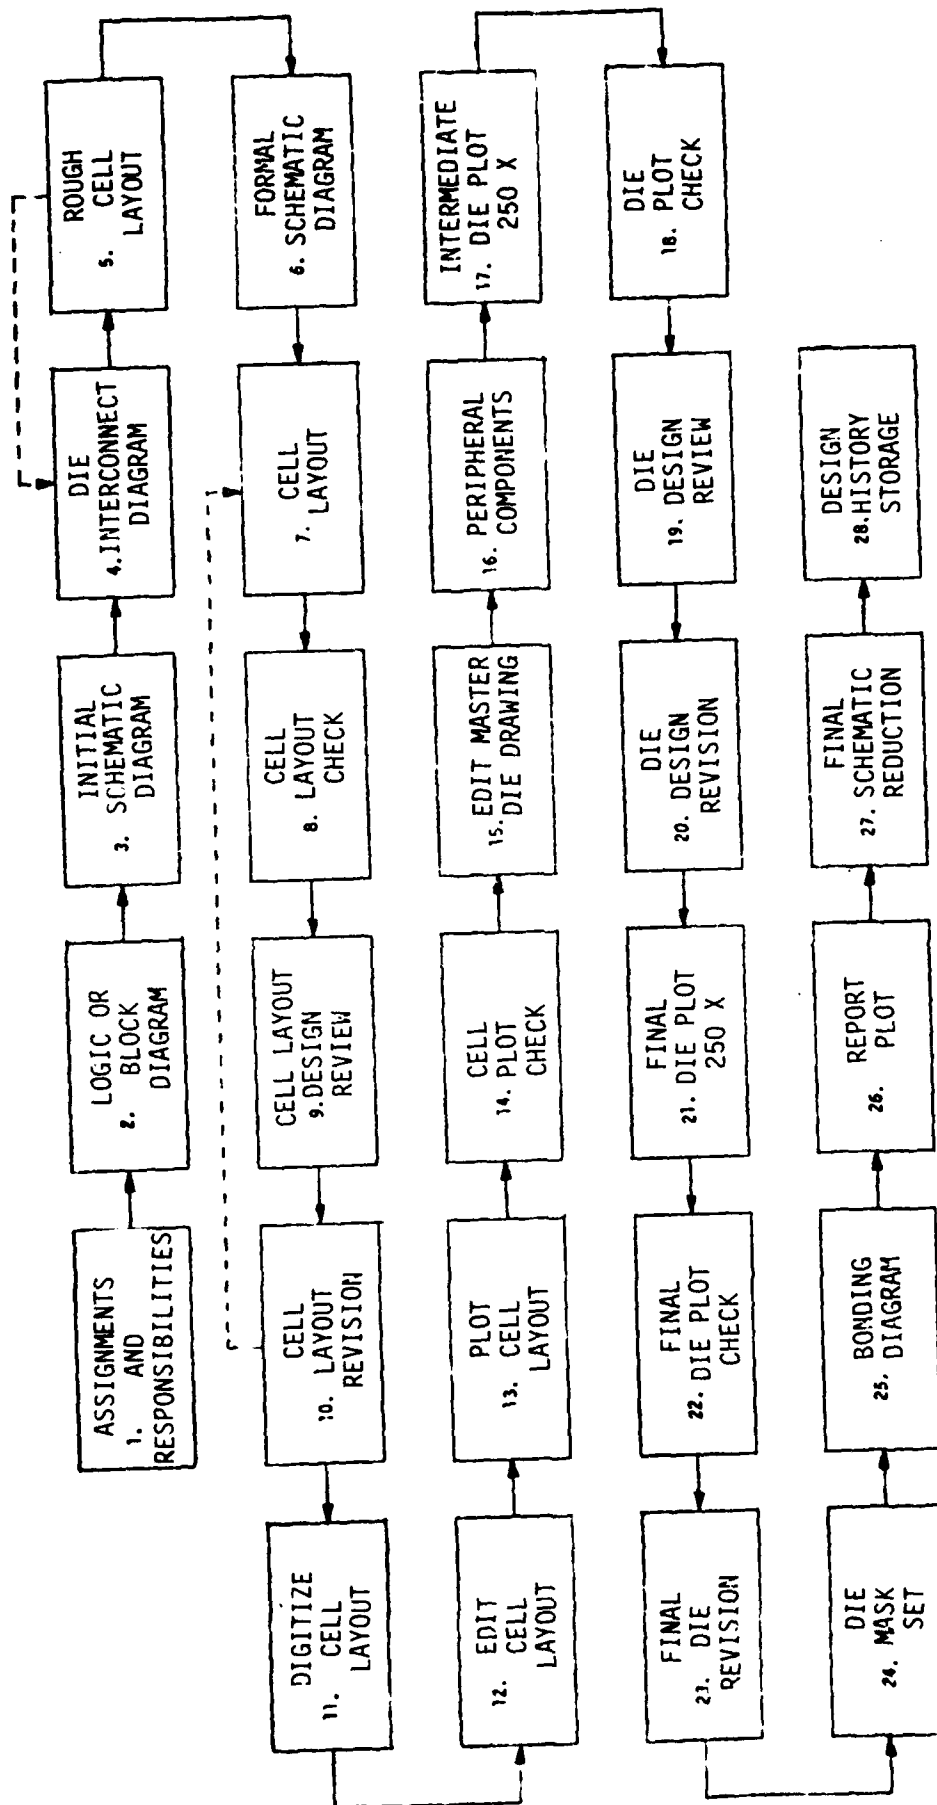 ASSIGNMENTS
1. AND
RESPONSIBILITIES
LOGIC OR
2. BLOCK
DIAGRAM
INITIAL
3. SCHEMATIC
DIAGRAM
DIE
4. INTERCONNECT
DIAGRAM
ROUGH
5. CELL
LAYOUT
FORMAL
6. SCHEMATIC
DIAGRAM
CELL
7. LAYOUT
CELL
8. LAYOUT
CHECK
CELL LAYOUT
9. DESIGN
REVIEW
CELL
10. LAYOUT
REVISION
DIGITIZE
11. CELL
LAYOUT
EDIT
12. CELL
LAYOUT
PLOT
13. CELL
LAYOUT
CELL
14. PLOT
CHECK
EDIT MASTER
15. DIE DRAWING
16. PERIPHERAL
COMPONENTS
INTERMEDIATE
17. DIE PLOT
250 X
DIE
18. PLOT
CHECK
DIE
19. DESIGN
REVIEW
DIE
20. DESIGN
REVISION
FINAL
21. DIE PLOT
250 X
FINAL
22. DIE PLOT
CHECK
FINAL
23. DIE
REVISION
DIE
24. MASK
SET
25. BONDING
DIAGRAM
26. REPORT
PLOT
FINAL
27. SCHEMATIC
REDUCTION
DESIGN
28. HISTORY
STORAGE